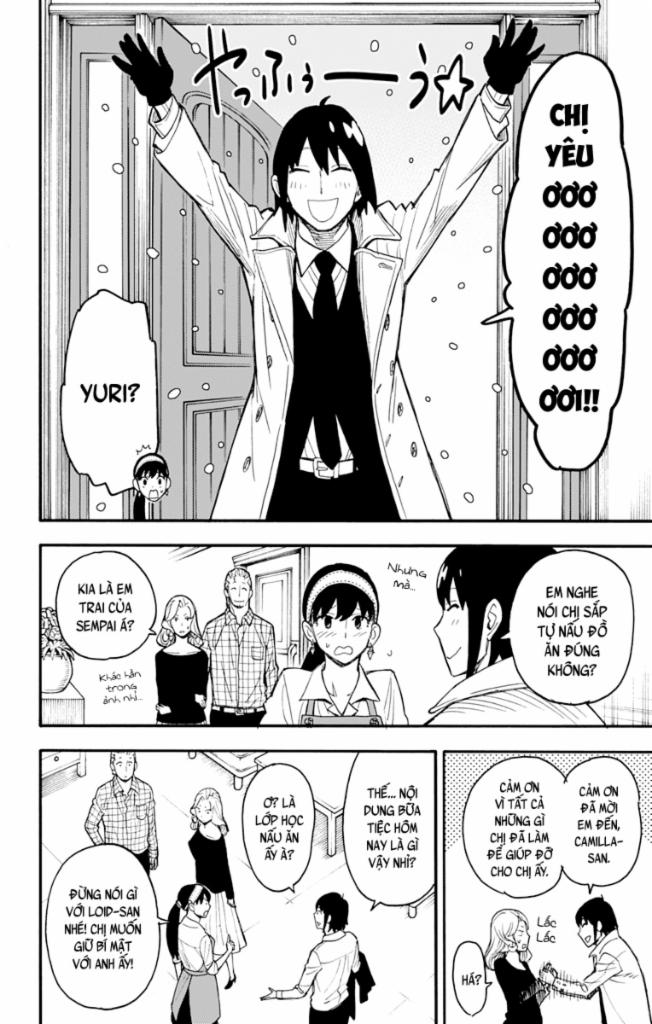 やっふぅーう☆
CHỊ
YÊU
ƠƠƠ
ƠƠƠ
ƠƠƠ
ƠƠƠ
ƠƠƠ
ƠƠI!!
YURI?
EM NGHE
NÓI CHỊ SẮP
TỰ NẤU ĐỒ
ĂN ĐÚNG
KHÔNG?
Nhưng
mà...
KIA LÀ EM
TRAI CỦA
SEMPAI Á?
Khác hẳn
trong
ảnh nhỉ...
CẢM ƠN
ĐÃ MỜI
EM ĐẾN,
CAMILLA-
SAN.
CẢM ƠN
VÌ TẤT CẢ
NHỮNG GÌ
CHỊ ĐÃ LÀM
ĐỂ GIÚP ĐỠ
CHO CHỊ ẤY.
Lắc
Lắc
HẢ?
THẾ... NỘI
DUNG BỮA
TIỆC HÔM
NAY LÀ GÌ
VẬY NHỈ?
Ơ? LÀ
LỚP HỌC
NẤU ĂN
ẤY À?
ĐỪNG NÓI GÌ
VỚI LOID-SAN
NHÉ! CHỊ MUỐN
GIỮ BÍ MẬT
VỚI ANH ẤY!